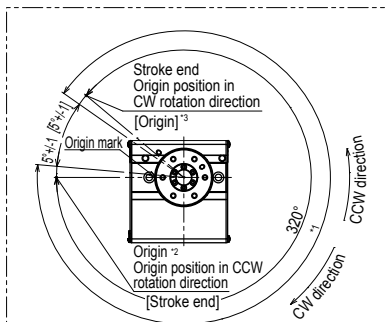 Stroke end
Origin position in
CW rotation direction
[Origin]*3
5°+/-1 [5°+/-1]
Origin mark
320°
*1
CCW direction
CW direction
Origin *2
Origin position in CCW
rotation direction
[Stroke end]